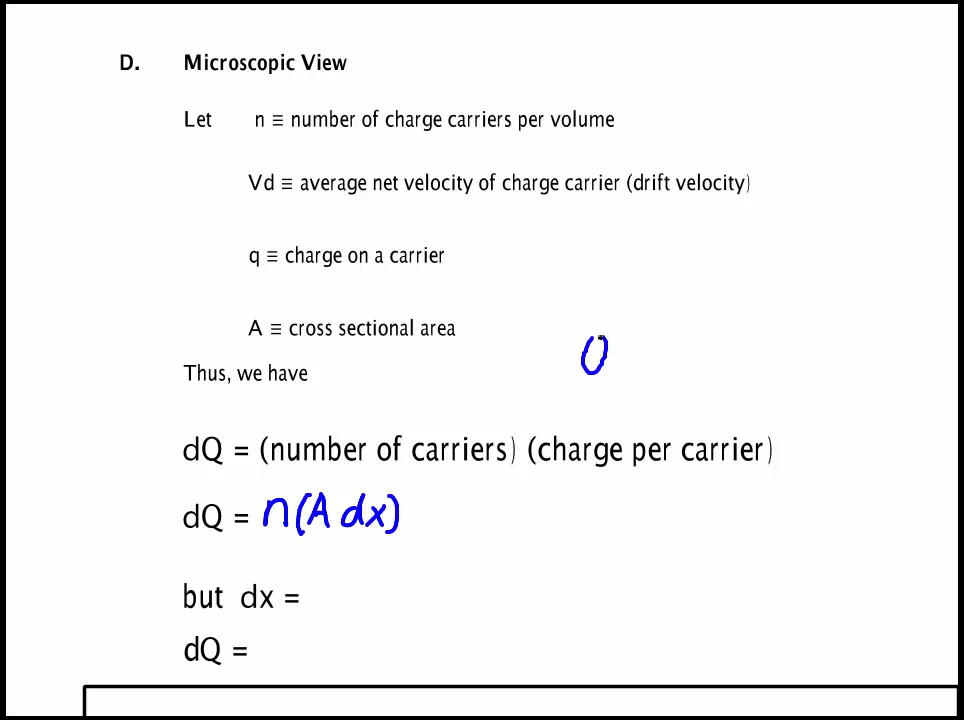 D. Microscopic View
Let n ≡ number of charge carriers per volume
Vd ≡ average net velocity of charge carrier (drift velocity)
q ≡ charge on a carrier
A ≡ cross sectional area
Thus, we have
dQ = (number of carriers) (charge per carrier)
dQ = n(A dx)
but dx =
dQ =